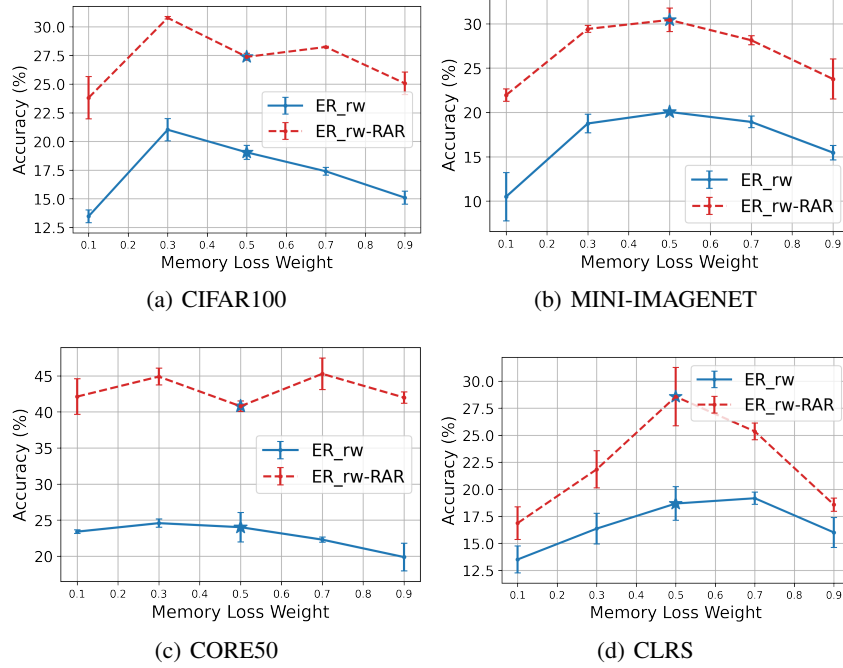 30.0
27.5
25.0
22.5
20.0
17.5
15.0
12.5
Accuracy (%)
ER_rw
ER_rw-RAR
0.1 0.2 0.3 0.4 0.5 0.6 0.7 0.8 0.9
Memory Loss Weight
(a) CIFAR100
30
25
20
15
10
Accuracy (%)
ER_rw
ER_rw-RAR
0.1 0.2 0.3 0.4 0.5 0.6 0.7 0.8 0.9
Memory Loss Weight
(b) MINI-IMAGENET
45
40
35
30
25
20
Accuracy (%)
ER_rw
ER_rw-RAR
0.1 0.2 0.3 0.4 0.5 0.6 0.7 0.8 0.9
Memory Loss Weight
(c) CORE50
30.0
27.5
25.0
22.5
20.0
17.5
15.0
12.5
Accuracy (%)
ER_rw
ER_rw-RAR
0.1 0.2 0.3 0.4 0.5 0.6 0.7 0.8 0.9
Memory Loss Weight
(d) CLRS